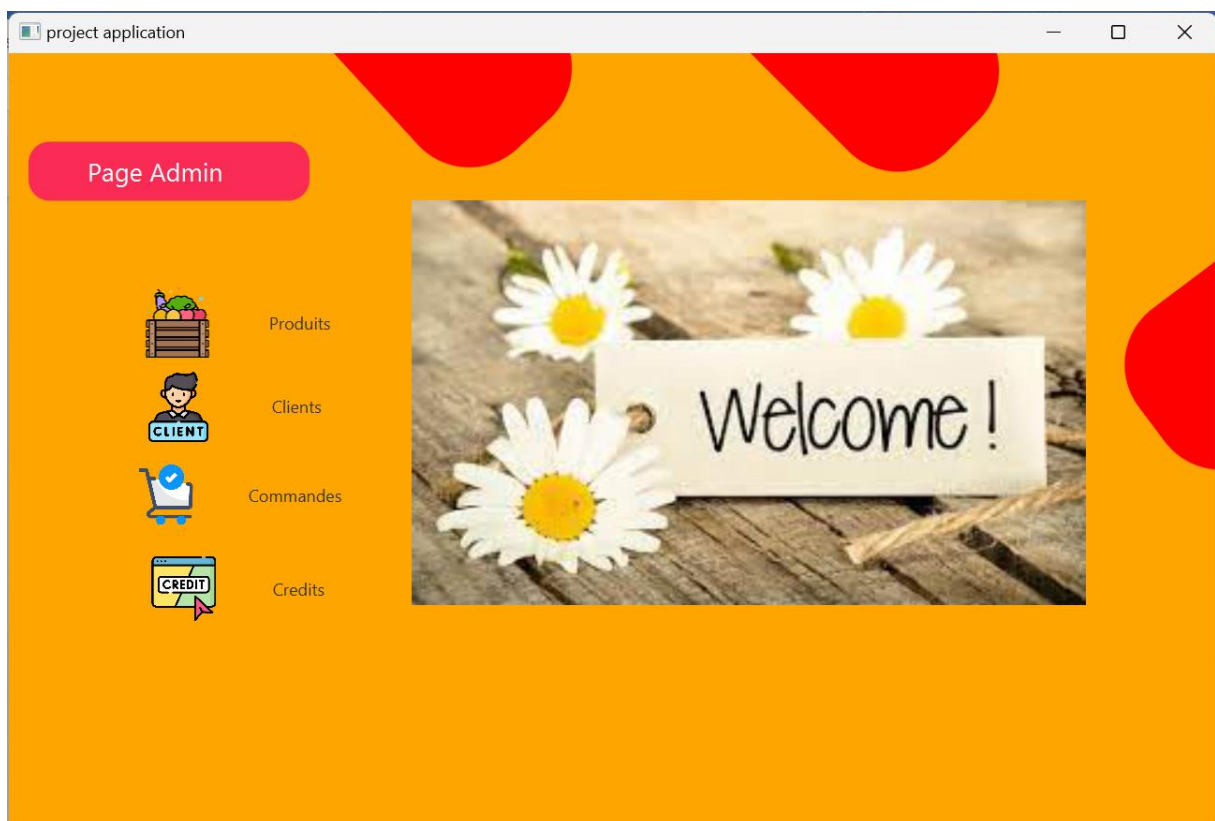 project application
Page Admin
Produits
CLIENT
Clients
Commandes
CREDIT
Credits
Welcome!